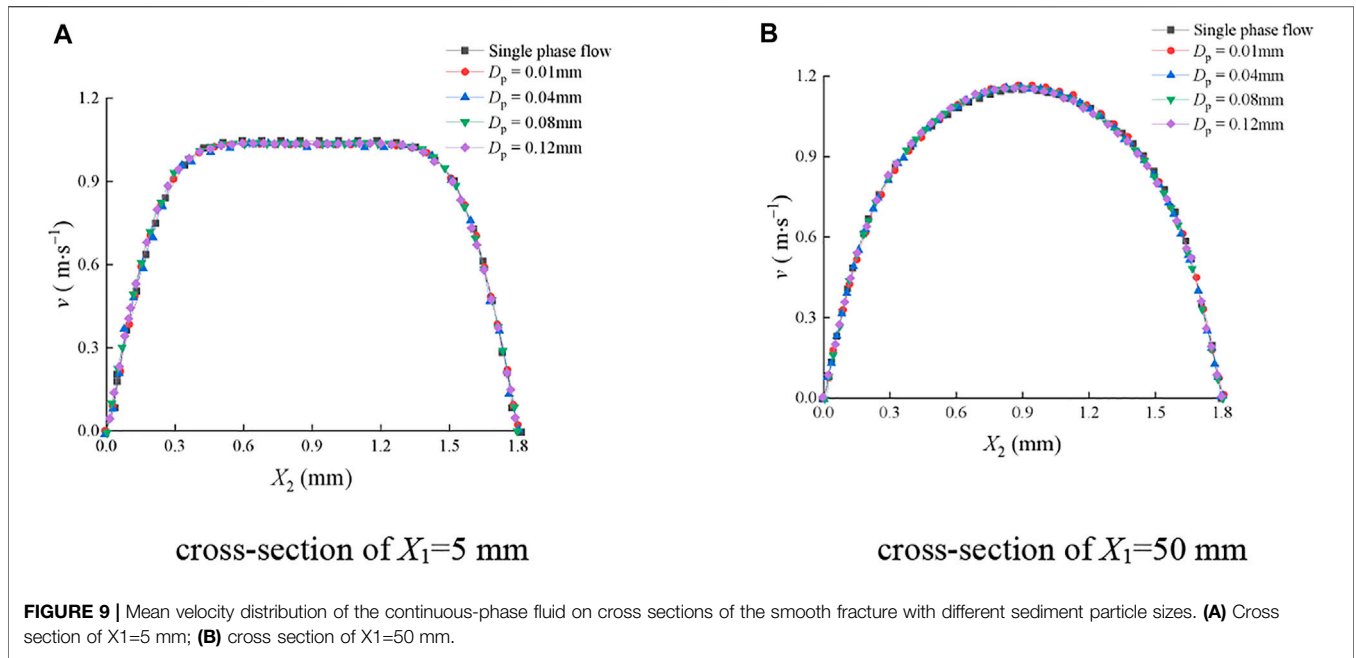 A
Single phase flow
Dp = 0.01mm
Dp = 0.04mm
Dp = 0.08mm
Dp = 0.12mm
1.2
0.9
0.6
0.3
0.0
v ( m·s⁻¹)
0.0 0.3 0.6 0.9 1.2 1.5 1.8
X2 (mm)
cross-section of X1=5 mm
B
Single phase flow
Dp = 0.01mm
Dp = 0.04mm
Dp = 0.08mm
Dp = 0.12mm
1.2
0.9
0.6
0.3
0.0
v ( m·s⁻¹)
0.0 0.3 0.6 0.9 1.2 1.5 1.8
X2 (mm)
cross-section of X1=50 mm
FIGURE 9 | Mean velocity distribution of the continuous-phase fluid on cross sections of the smooth fracture with different sediment particle sizes. (A) Cross
section of X1=5 mm; (B) cross section of X1=50 mm.